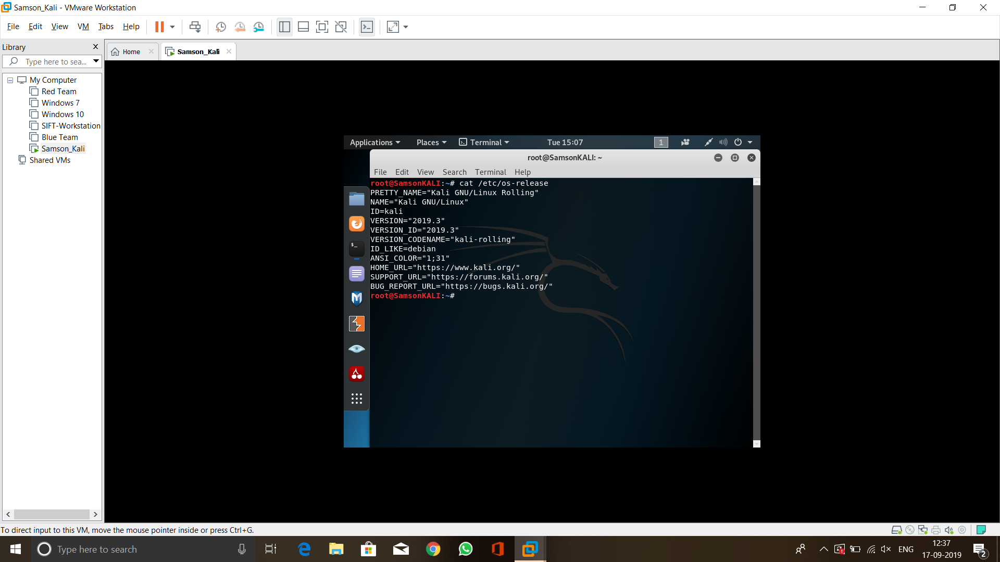 Samson_Kali - VMware Workstation
File Edit View VM Tabs Help
Library
Type here to sea...
Home
Samson_Kali
My Computer
Red Team
Windows 7
Windows 10
SIFT-Workstation
Blue Team
Samson_Kali
Shared VMs
Applications Places Terminal Tue 15:07 1
root@SamsonKALI: ~
File Edit View Search Terminal Help
root@SamsonKALI:~# cat /etc/os-release
PRETTY_NAME="Kali GNU/Linux Rolling"
NAME="Kali GNU/Linux"
ID=kali
VERSION="2019.3"
VERSION_ID="2019.3"
VERSION_CODENAME="kali-rolling"
ID_LIKE=debian
ANSI_COLOR="1;31"
HOME_URL="https://www.kali.org/"
SUPPORT_URL="https://forums.kali.org/"
BUG_REPORT_URL="https://bugs.kali.org/"
root@SamsonKALI:~#
$_
To direct input to this VM, move the mouse pointer inside or press Ctrl+G.
Type here to search
ENG
12:37
17-09-2019
2